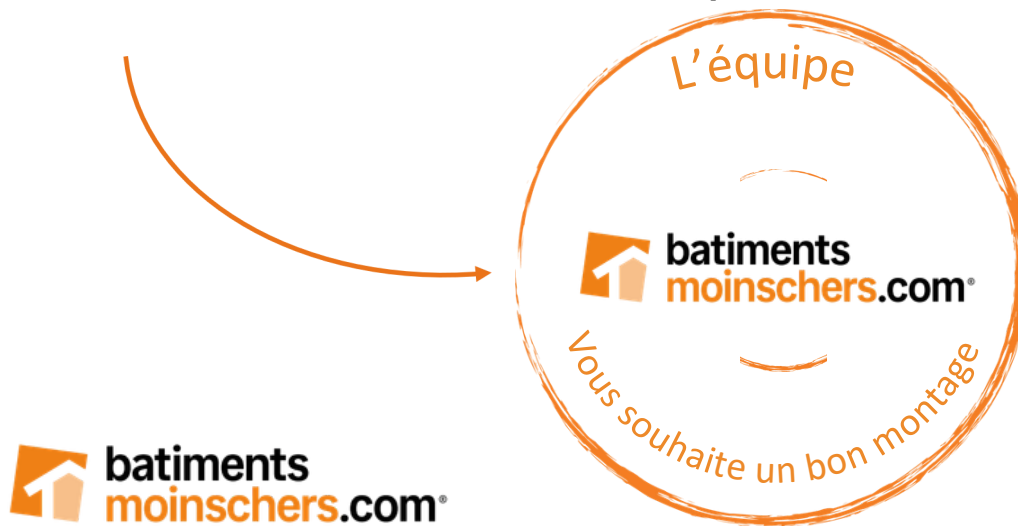 L’équipe
batiments
moinschers.com®
Vous souhaite un bon montage
batiments
moinschers.com®